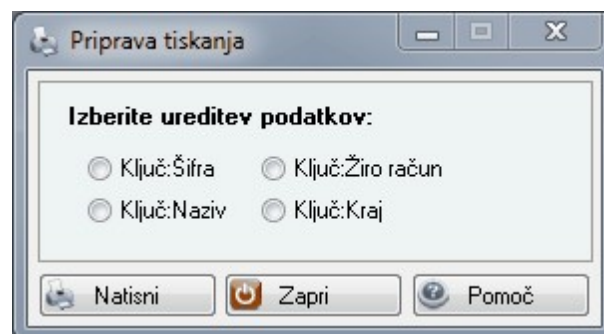 Priprava tiskanja
Izberite ureditev podatkov:
Ključ:Šifra Ključ:Žiro račun
Ključ:Naziv Ključ:Kraj
Natisni Zapri Pomoč